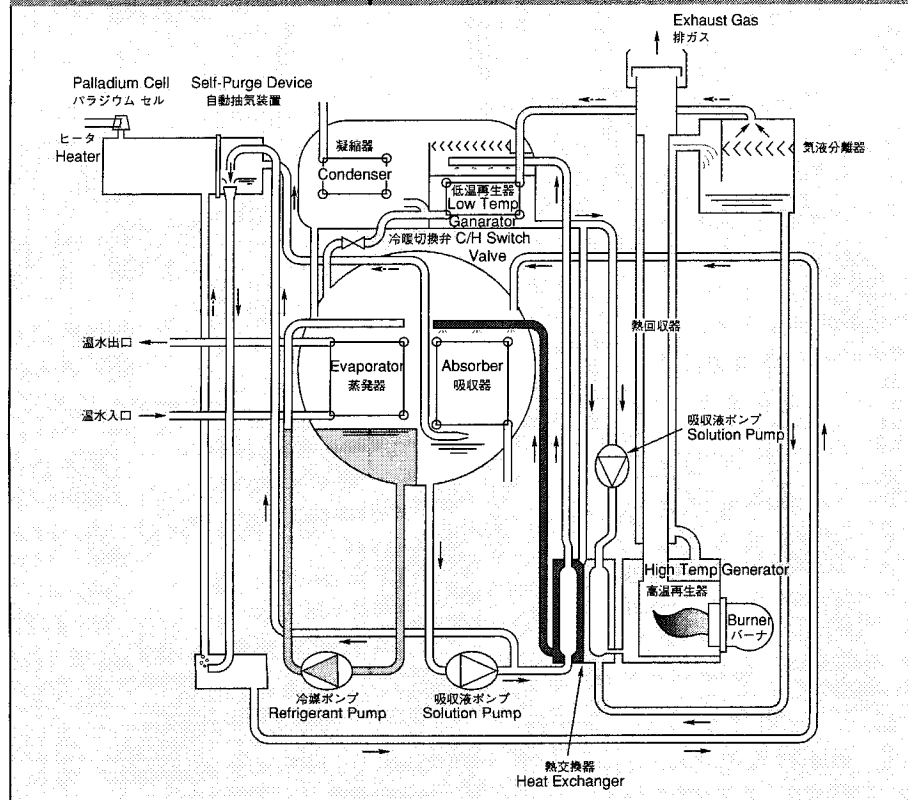 Exhaust Gas
排ガス
Palladium Cell
パラジウム セル
Self-Purge Device
自動抽気装置
ヒータ
Heater
凝縮器
Condenser
低温再生器
Low Temp
Ganarator
気液分離器
冷暖切換弁 C/H Switch
Valve
熱回収器
温水出口
Evaporator
蒸発器
Absorber
吸収器
温水入口
吸収液ポンプ
Solution Pump
High Temp Generator
高温再生器
Burner
バーナ
冷媒ポンプ
Refrigerant Pump
吸収液ポンプ
Solution Pump
熱交換器
Heat Exchanger